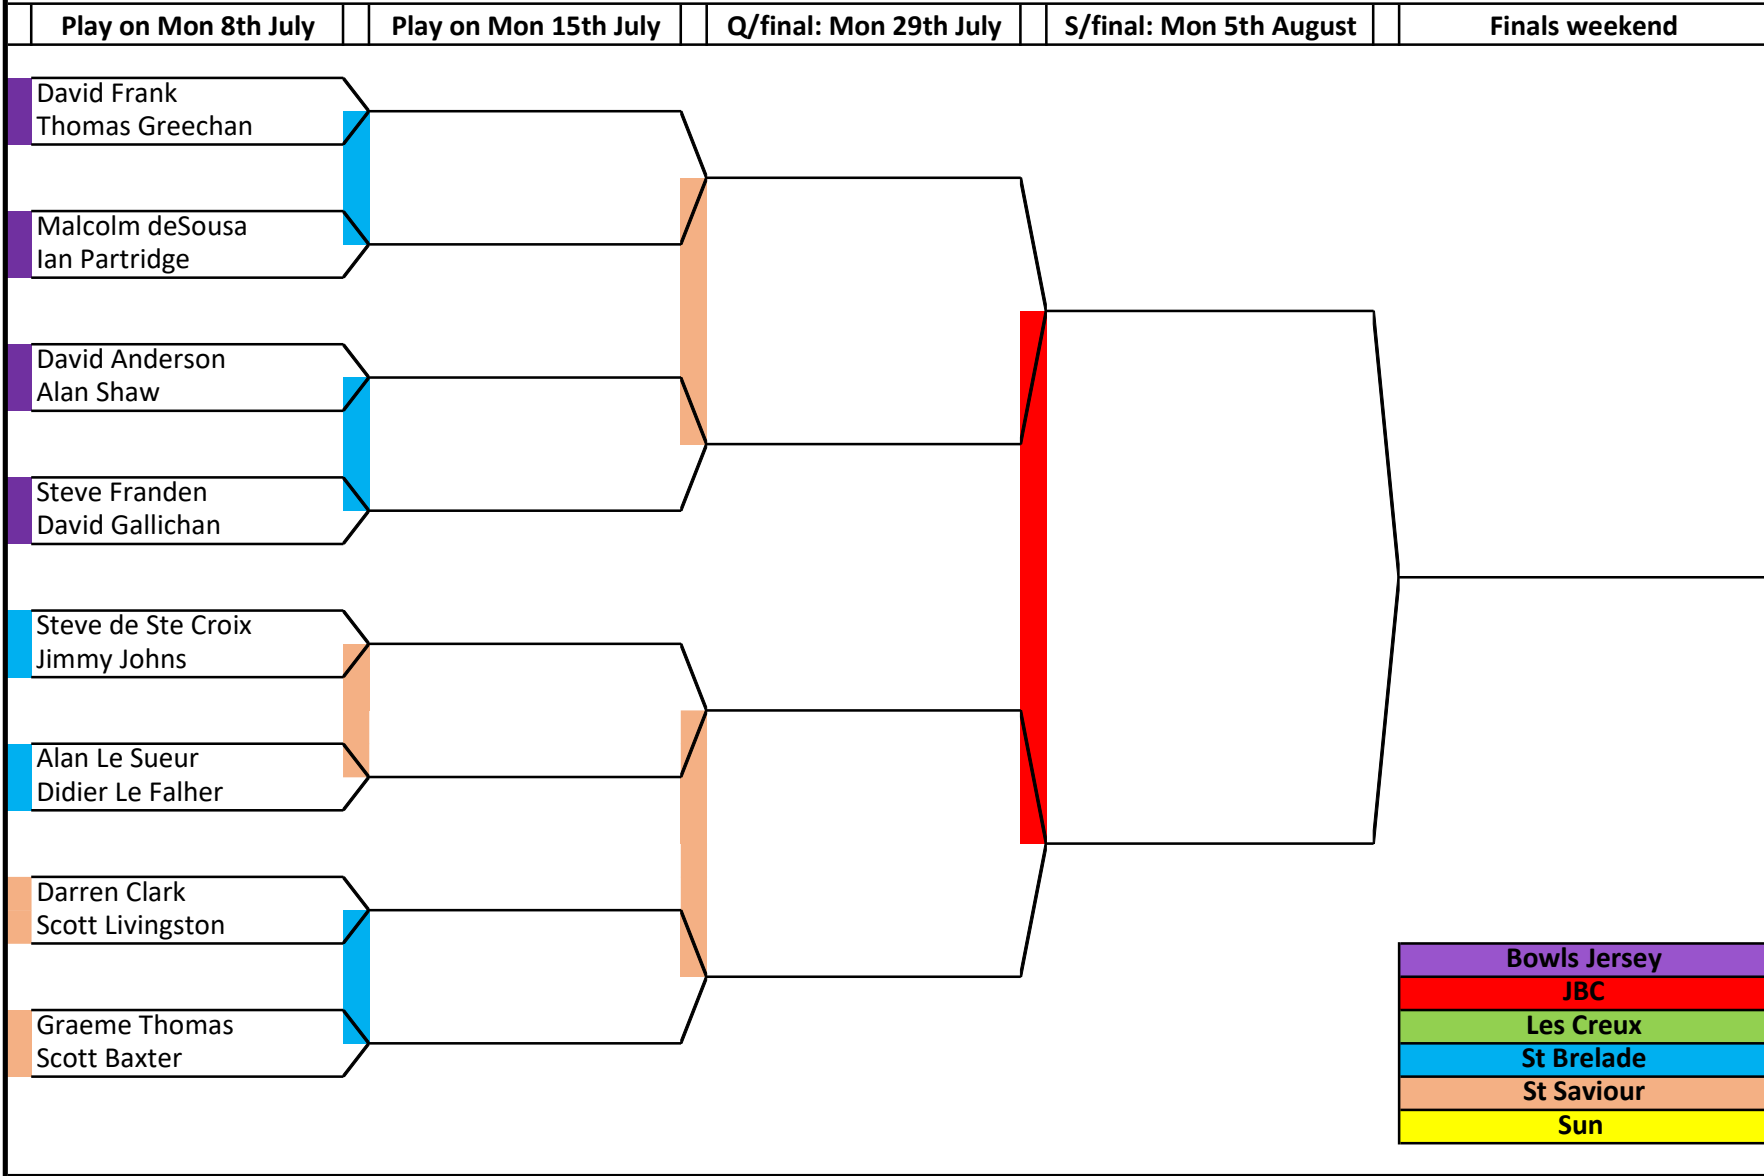 Play on Mon 8th July
Play on Mon 15th July
Q/final: Mon 29th July
S/final: Mon 5th August
Finals weekend
David Frank
Thomas Greechan
Malcolm deSousa
Ian Partridge
David Anderson
Alan Shaw
Steve Franden
David Gallichan
Steve de Ste Croix
Jimmy Johns
Alan Le Sueur
Didier Le Falher
Darren Clark
Scott Livingston
Graeme Thomas
Scott Baxter
Bowls Jersey
JBC
Les Creux
St Brelade
St Saviour
Sun